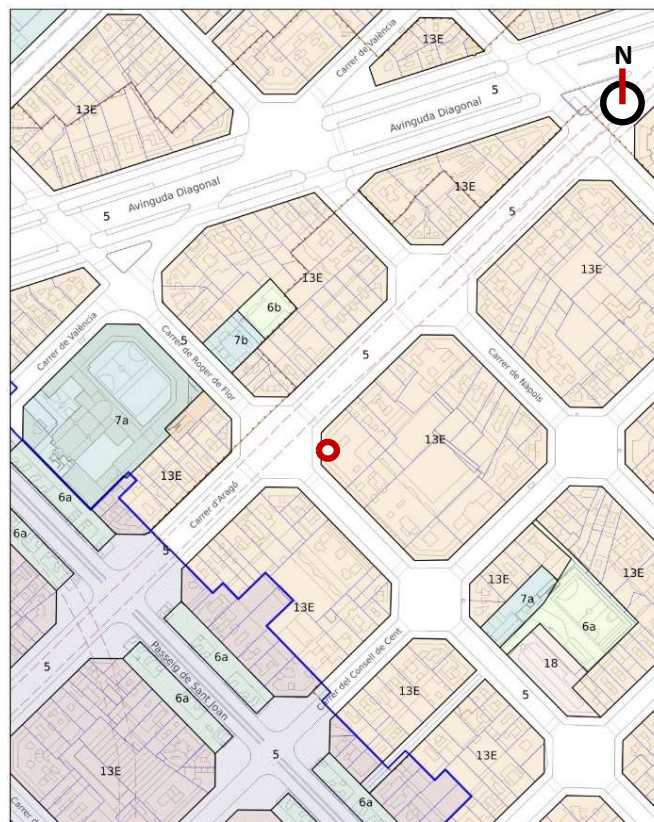 Carrer de València
13E
N
5
13E
Avinguda Diagonal
13E
Avinguda Diagonal
5
5
13E
13E
6b
5
7b
5
Carrer de València
Carrer de Roger de Flor
Carrer de Nàpols
7a
13E
13E
6a
Carrer d'Aragó
6a
5
13E
13E
7a
13E
6a
6a
Passeig de Sant Joan
Carrer del Consell de Cent
18
5
6a
13E
5
5
13E
13E
6a